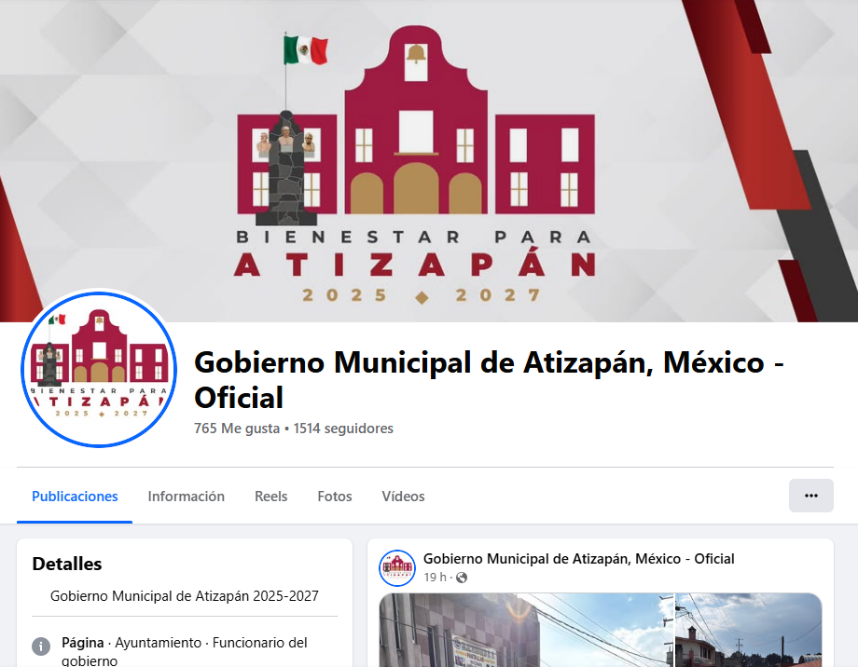 BIENESTAR PARA
ATIZAPÁN
2025 ◆ 2027
BIENESTAR PARA
ATIZAPÁ
2025 ◆ 2027
Gobierno Municipal de Atizapán, México -
Oficial
765 Me gusta • 1514 seguidores
Publicaciones
Información
Reels
Fotos
Vídeos
Detalles
Gobierno Municipal de Atizapán 2025-2027
Página · Ayuntamiento · Funcionario del
gobierno
Gobierno Municipal de Atizapán, México - Oficial
19 h ·